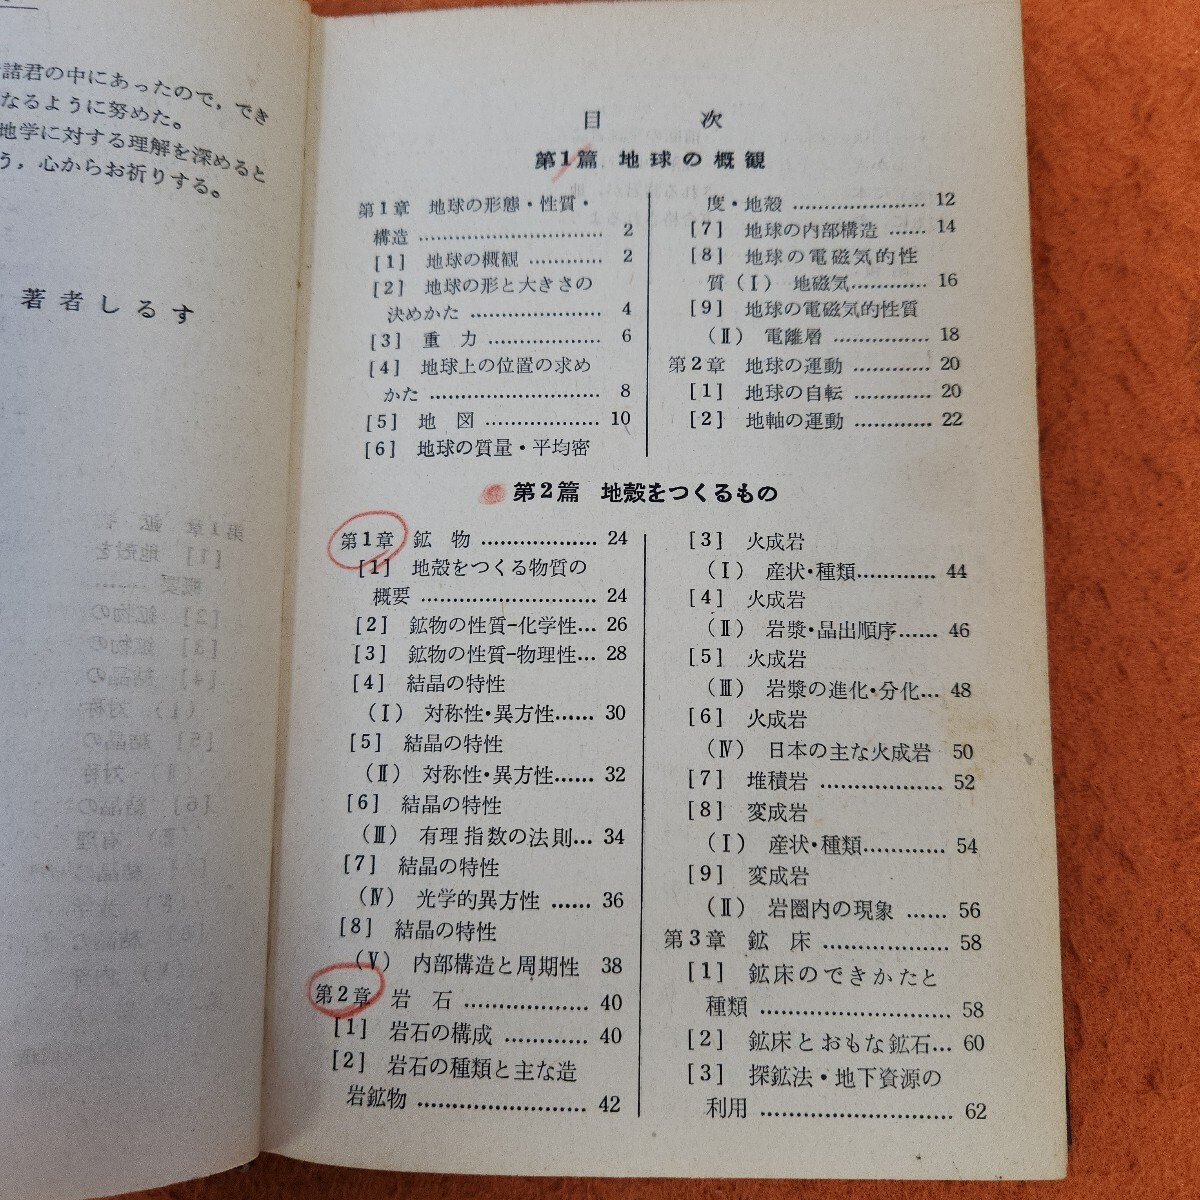 諸君の中にあったので，でき
なるように努めた。
地学に対する理解を深めると
う，心からお祈りする。
著者しるす
目 次
第1篇 地球の概観
第1章 地球の形態・性質・
構造 2
[1] 地球の概観 2
[2] 地球の形と大きさの
決めかた 4
[3] 重 力 6
[4] 地球上の位置の求め
かた 8
[5] 地 図 10
[6] 地球の質量・平均密
度・地殻 12
[7] 地球の内部構造 14
[8] 地球の電磁気的性
質(Ⅰ) 地磁気 16
[9] 地球の電磁気的性質
(Ⅱ) 電離層 18
第2章 地球の運動 20
[1] 地球の自転 20
[2] 地軸の運動 22
第2篇 地殻をつくるもの
第1章 鉱 物 24
[1] 地殻をつくる物質の
概要 24
[2] 鉱物の性質−化学性… 26
[3] 鉱物の性質−物理性… 28
[4] 結晶の特性
(Ⅰ) 対称性・異方性…… 30
[5] 結晶の特性
(Ⅱ) 対称性・異方性…… 32
[6] 結晶の特性
(Ⅲ) 有理指数の法則… 34
[7] 結晶の特性
(Ⅳ) 光学的異方性 …… 36
[8] 結晶の特性
(Ⅴ) 内部構造と周期性 38
第2章 岩 石 40
[1] 岩石の構成 40
[2] 岩石の種類と主な造
岩鉱物 42
[3] 火成岩
(Ⅰ) 産状・種類 44
[4] 火成岩
(Ⅱ) 岩漿・晶出順序…… 46
[5] 火成岩
(Ⅲ) 岩漿の進化・分化… 48
[6] 火成岩
(Ⅳ) 日本の主な火成岩 50
[7] 堆積岩 52
[8] 変成岩
(Ⅰ) 産状・種類 54
[9] 変成岩
(Ⅱ) 岩圏内の現象 …… 56
第3章 鉱 床 58
[1] 鉱床のできかたと
種類 58
[2] 鉱床とおもな鉱石… 60
[3] 探鉱法・地下資源の
利用 62